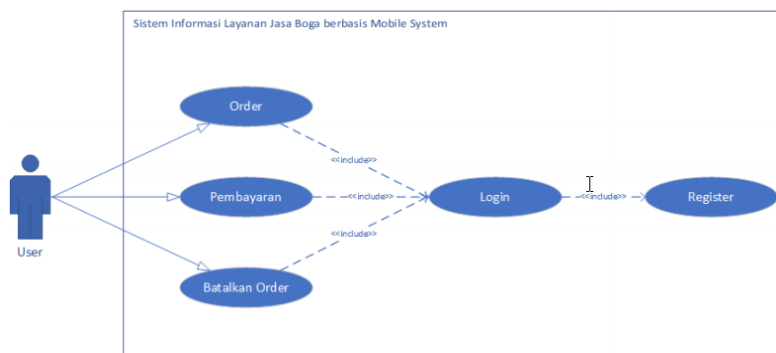 Sistem Informasi Layanan Jasa Boga berbasis Mobile System
Order
<<include>>
Pembayaran
<<include>>
Login
<<include>>
Register
<<include>>
Batalkan Order
User